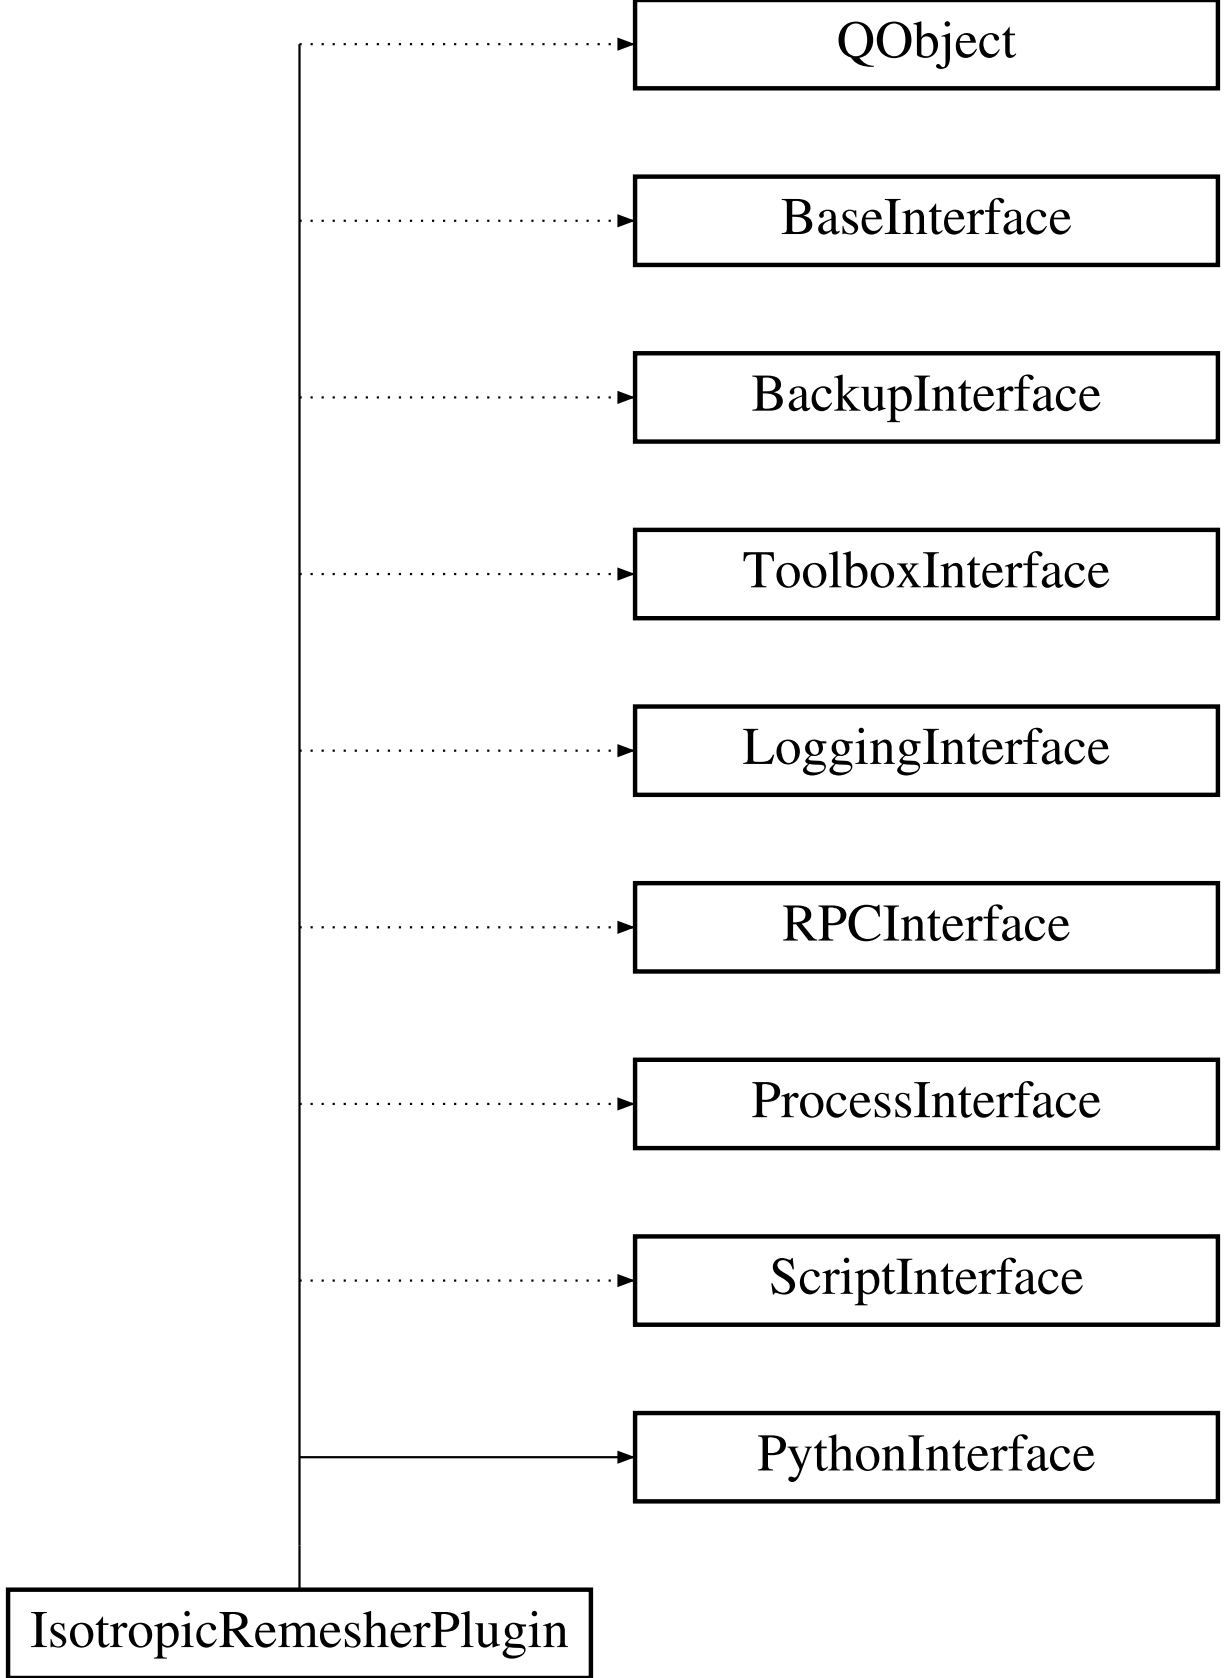 QObject
BaseInterface
BackupInterface
ToolboxInterface
LoggingInterface
RPCInterface
ProcessInterface
ScriptInterface
PythonInterface
IsotropicRemesherPlugin